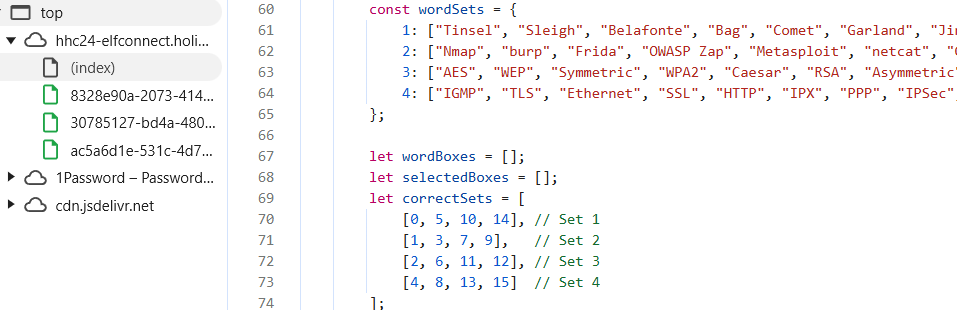 top
hhc24-elfconnect.holi...
(index)
8328e90a-2073-414...
30785127-bd4a-480...
ac5a6d1e-531c-4d7...
1Password – Password...
cdn.jsdelivr.net
60 const wordSets = {
61 1: ["Tinsel", "Sleigh", "Belafonte", "Bag", "Comet", "Garland", "Jin
62 2: ["Nmap", "burp", "Frida", "OWASP Zap", "Metasploit", "netcat", "
63 3: ["AES", "WEP", "Symmetric", "WPA2", "Caesar", "RSA", "Asymmetric"
64 4: ["IGMP", "TLS", "Ethernet", "SSL", "HTTP", "IPX", "PPP", "IPSec",
65 };
66
67 let wordBoxes = [];
68 let selectedBoxes = [];
69 let correctSets = [
70 [0, 5, 10, 14], // Set 1
71 [1, 3, 7, 9], // Set 2
72 [2, 6, 11, 12], // Set 3
73 [4, 8, 13, 15] // Set 4
74 ];